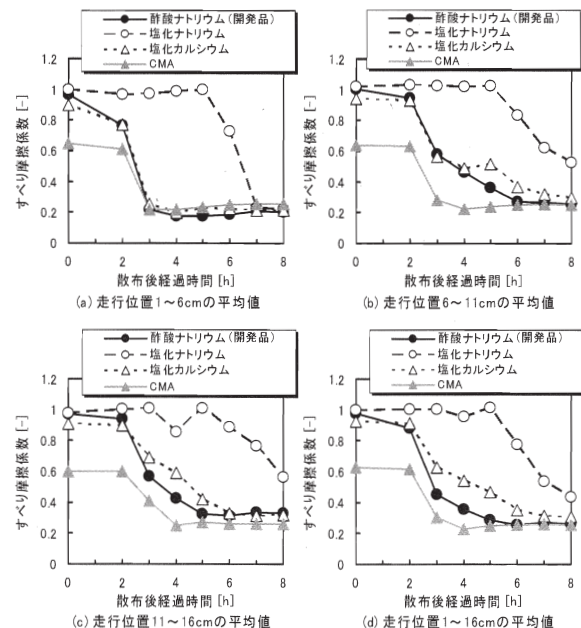 酢酸ナトリウム(開発品)
塩化ナトリウム
塩化カルシウム
CMA
すべり摩擦係数 [-]
1.2
1
0.8
0.6
0.4
0.2
0
0 2 4 6 8
散布後経過時間 [h]
(a) 走行位置1~6cmの平均値
酢酸ナトリウム(開発品)
塩化ナトリウム
塩化カルシウム
CMA
すべり摩擦係数 [-]
1.2
1
0.8
0.6
0.4
0.2
0
0 2 4 6 8
散布後経過時間 [h]
(b) 走行位置6~11cmの平均値
酢酸ナトリウム(開発品)
塩化ナトリウム
塩化カルシウム
CMA
すべり摩擦係数 [-]
1.2
1
0.8
0.6
0.4
0.2
0
0 2 4 6 8
散布後経過時間 [h]
(c) 走行位置11~16cmの平均値
酢酸ナトリウム(開発品)
塩化ナトリウム
塩化カルシウム
CMA
すべり摩擦係数 [-]
1.2
1
0.8
0.6
0.4
0.2
0
0 2 4 6 8
散布後経過時間 [h]
(d) 走行位置1~16cmの平均値